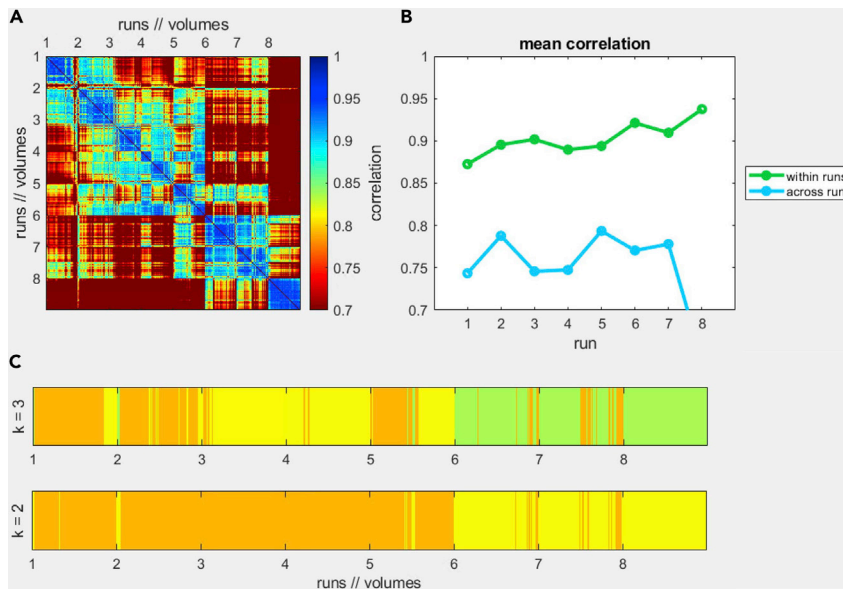 A
runs // volumes
1 2 3 4 5 6 7 8
runs // volumes
1
2
3
4
5
6
7
8
1
0.95
0.9
0.85
0.8
0.75
0.7
correlation
B
mean correlation
1
0.95
0.9
0.85
0.8
0.75
0.7
1 2 3 4 5 6 7 8
run
within runs
across run
C
k = 3
1 2 3 4 5 6 7 8
k = 2
1 2 3 4 5 6 7 8
runs // volumes